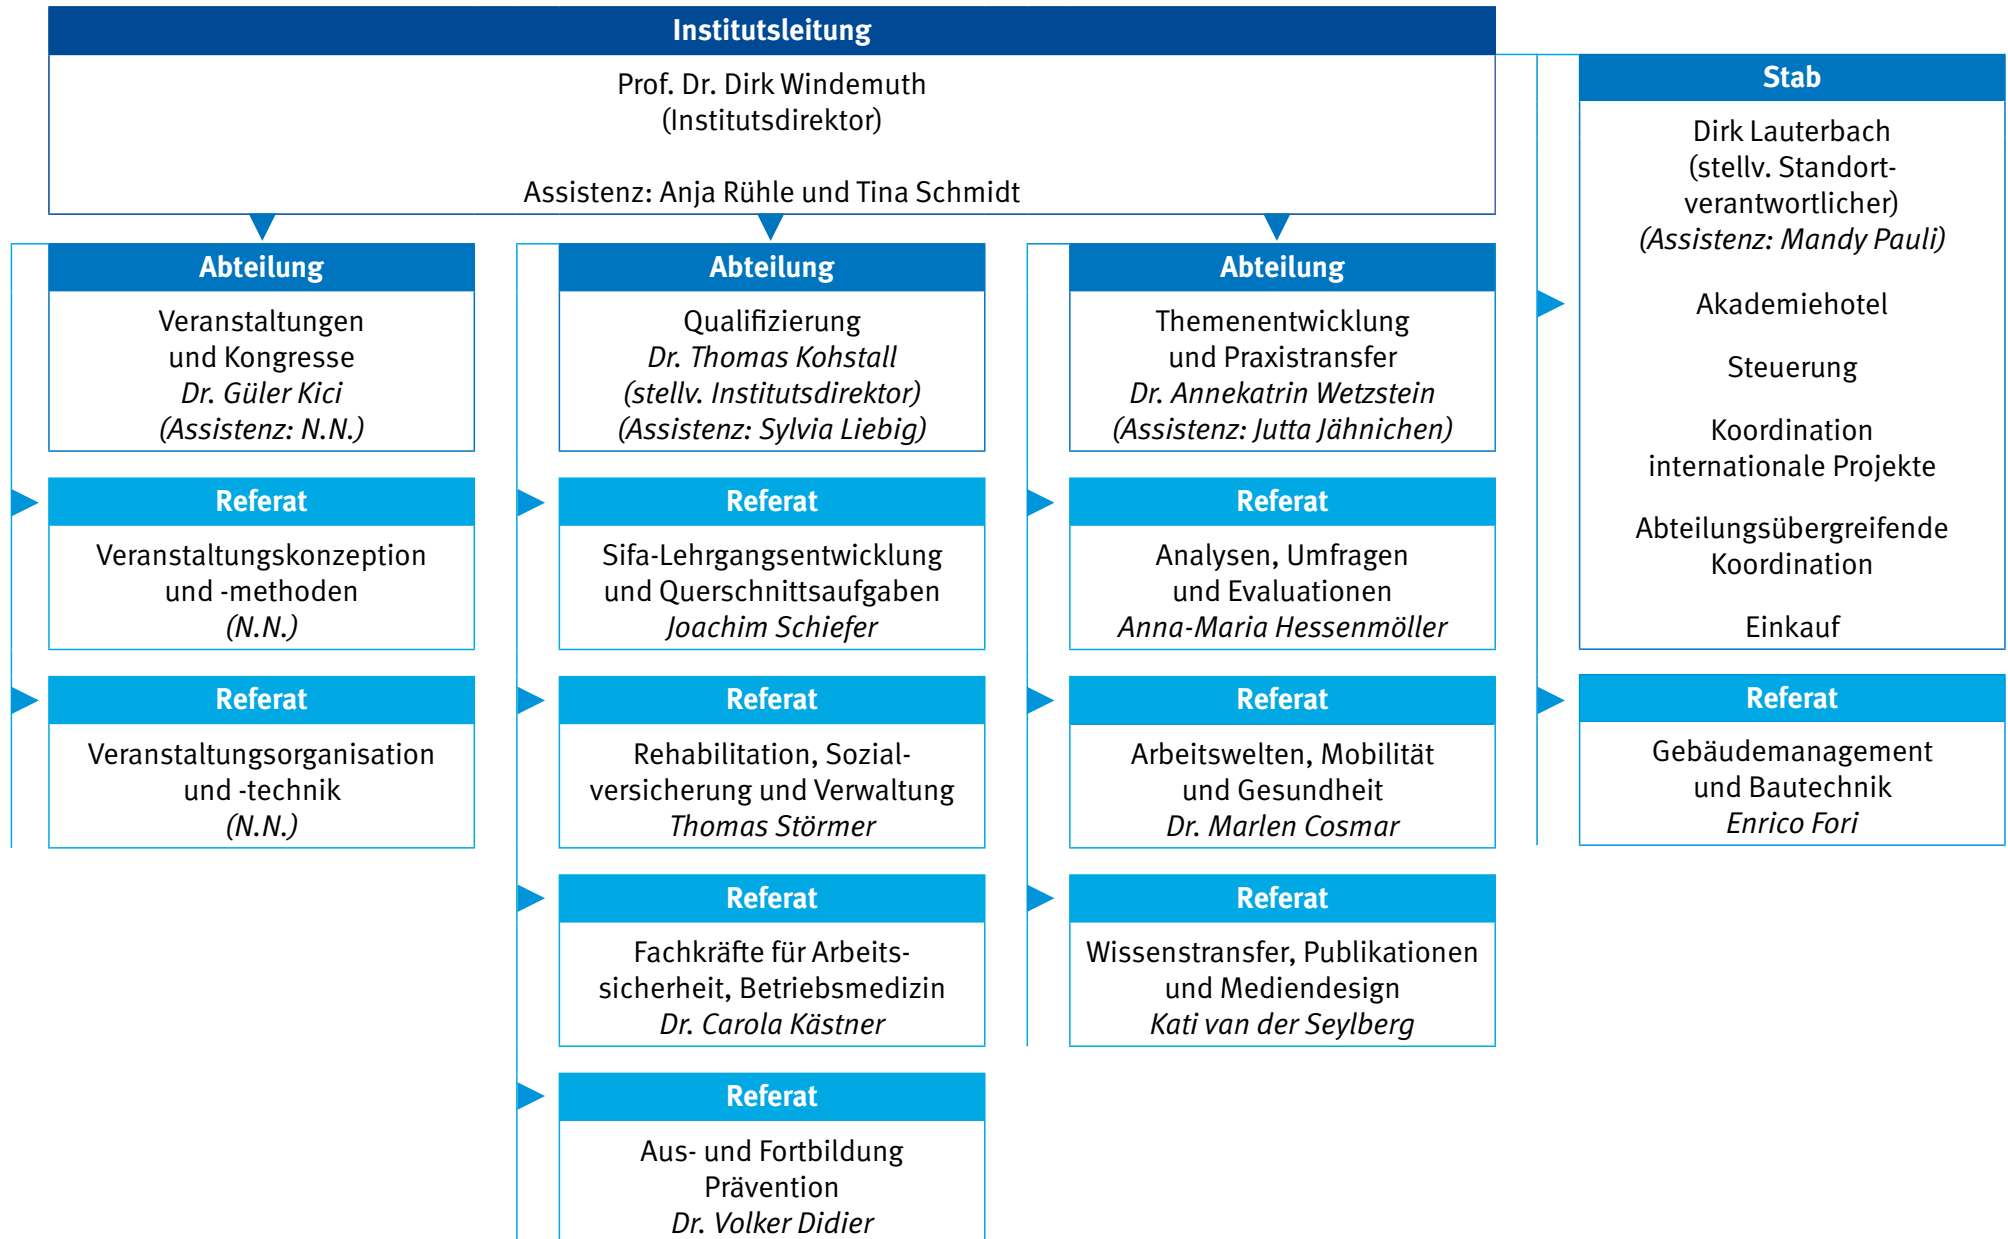 Institutsleitung
Prof. Dr. Dirk Windemuth
(Institutsdirektor)
Assistenz: Anja Rühle und Tina Schmidt
Abteilung
Veranstaltungen
und Kongresse
Dr. Güler Kici
(Assistenz: N.N.)
Referat
Veranstaltungskonzeption
und -methoden
(N.N.)
Referat
Veranstaltungsorganisation
und -technik
(N.N.)
Abteilung
Qualifizierung
Dr. Thomas Kohstall
(stellv. Institutsdirektor)
(Assistenz: Sylvia Liebig)
Referat
Sifa-Lehrgangsentwicklung
und Querschnittsaufgaben
Joachim Schiefer
Referat
Rehabilitation, Sozial-
versicherung und Verwaltung
Thomas Störmer
Referat
Fachkräfte für Arbeits-
sicherheit, Betriebsmedizin
Dr. Carola Kästner
Referat
Aus- und Fortbildung
Prävention
Dr. Volker Didier
Abteilung
Themenentwicklung
und Praxistransfer
Dr. Annekatrin Wetzstein
(Assistenz: Jutta Jähnichen)
Referat
Analysen, Umfragen
und Evaluationen
Anna-Maria Hessenmöller
Referat
Arbeitswelten, Mobilität
und Gesundheit
Dr. Marlen Cosmar
Referat
Wissenstransfer, Publikationen
und Mediendesign
Kati van der Seylberg
Stab
Dirk Lauterbach
(stellv. Standort-
verantwortlicher)
(Assistenz: Mandy Pauli)
Akademiehotel
Steuerung
Koordination
internationale Projekte
Abteilungsübergreifende
Koordination
Einkauf
Referat
Gebäudemanagement
und Bautechnik
Enrico Fori